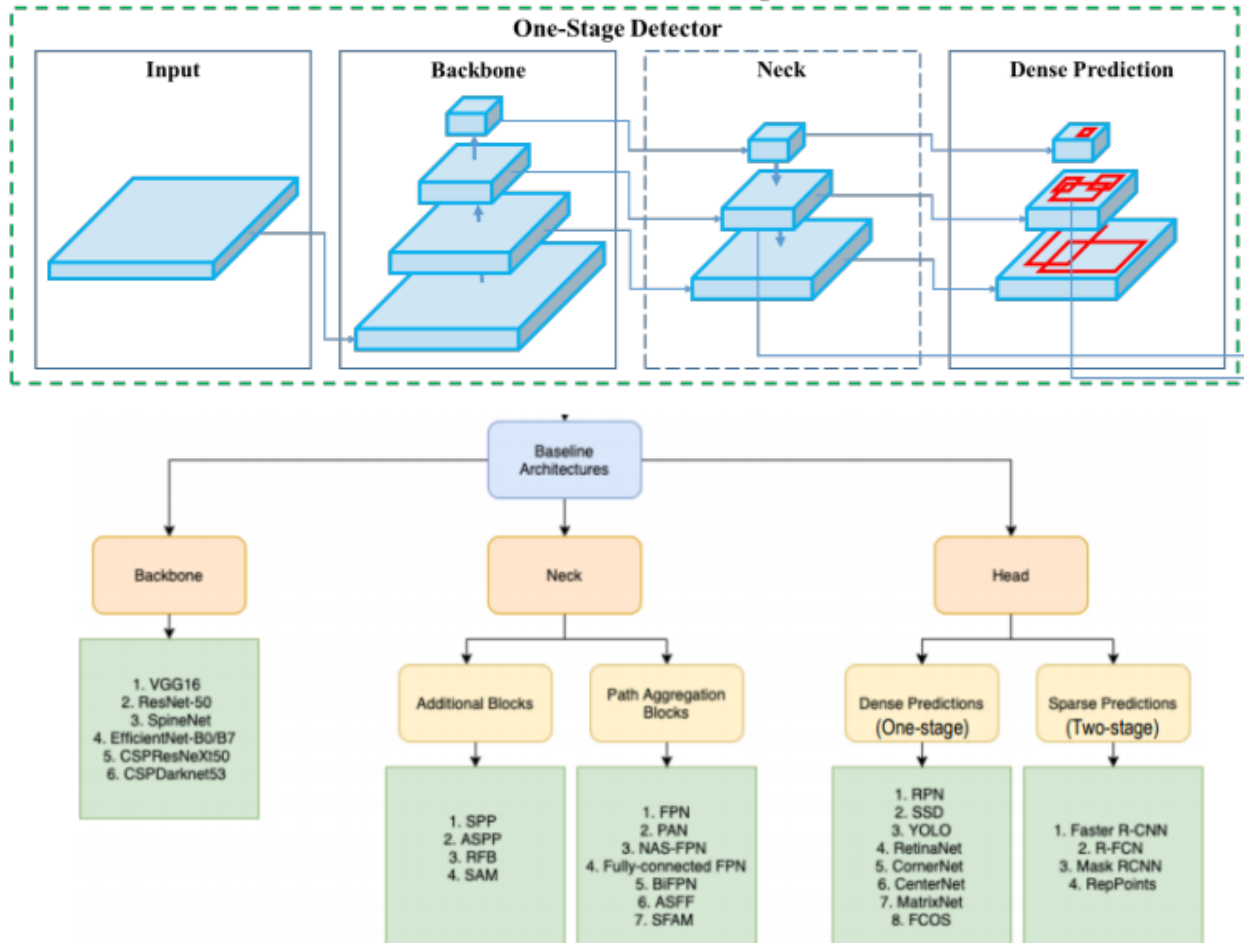 One-Stage Detector
Input
Backbone
Neck
Dense Prediction
Baseline
Architectures
Backbone
Neck
Head
1. VGG16
2. ResNet-50
3. SpineNet
4. EfficientNet-B0/B7
5. CSPResNeXt50
6. CSPDarknet53
Additional Blocks
Path Aggregation
Blocks
Dense Predictions
(One-stage)
Sparse Predictions
(Two-stage)
1. SPP
2. ASPP
3. RFB
4. SAM
1. FPN
2. PAN
3. NAS-FPN
4. Fully-connected FPN
5. BiFPN
6. ASFF
7. SFAM
1. RPN
2. SSD
3. YOLO
4. RetinaNet
5. CornerNet
6. CenterNet
7. MatrixNet
8. FCOS
1. Faster R-CNN
2. R-FCN
3. Mask RCNN
4. RepPoints